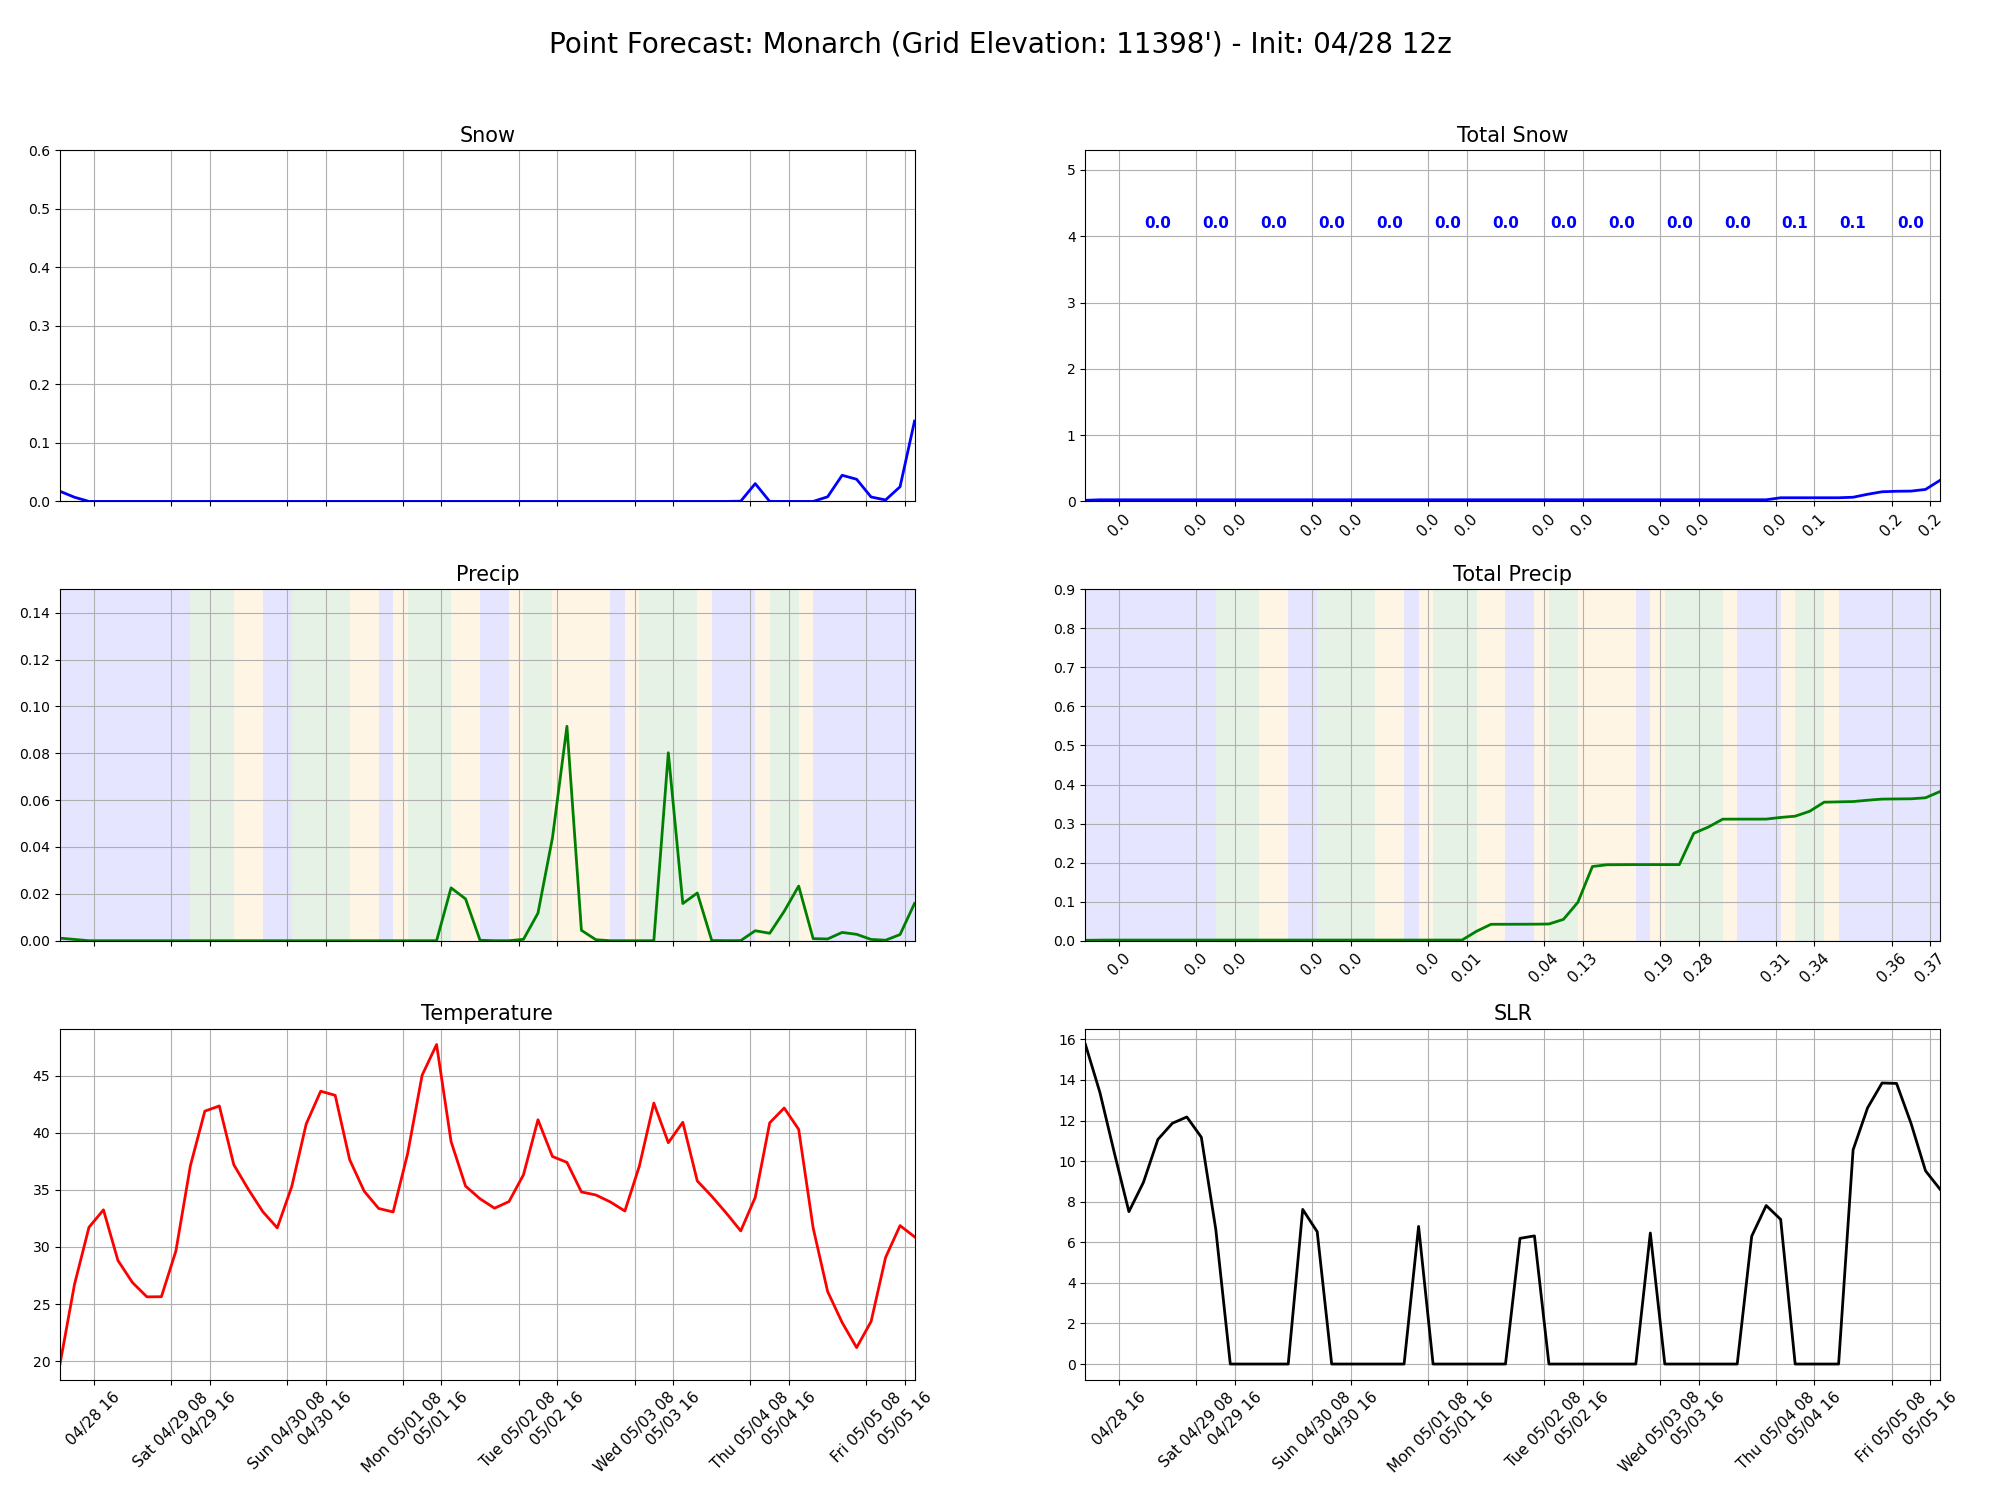 Point Forecast: Monarch (Grid Elevation: 11398') - Init: 04/28 12z
Snow
0.6
0.5
0.4
0.3
0.2
0.1
0.0
Total Snow
5
4
3
2
1
0
0.0 0.0 0.0 0.0 0.0 0.0 0.0 0.0 0.0 0.0 0.0 0.1 0.1 0.0
0.0 0.0 0.0 0.0 0.0 0.0 0.0 0.0 0.0 0.0 0.0 0.0 0.1 0.2 0.2
Precip
0.14
0.12
0.10
0.08
0.06
0.04
0.02
0.00
Total Precip
0.9
0.8
0.7
0.6
0.5
0.4
0.3
0.2
0.1
0.0
0.0 0.0 0.0 0.0 0.0 0.0 0.01 0.04 0.13 0.19 0.28 0.31 0.34 0.36 0.37
Temperature
45
40
35
30
25
20
04/28 16
Sat 04/29 08
04/29 16
Sun 04/30 08
04/30 16
Mon 05/01 08
05/01 16
Tue 05/02 08
05/02 16
Wed 05/03 08
05/03 16
Thu 05/04 08
05/04 16
Fri 05/05 08
05/05 16
SLR
16
14
12
10
8
6
4
2
0
04/28 16
Sat 04/29 08
04/29 16
Sun 04/30 08
04/30 16
Mon 05/01 08
05/01 16
Tue 05/02 08
05/02 16
Wed 05/03 08
05/03 16
Thu 05/04 08
05/04 16
Fri 05/05 08
05/05 16